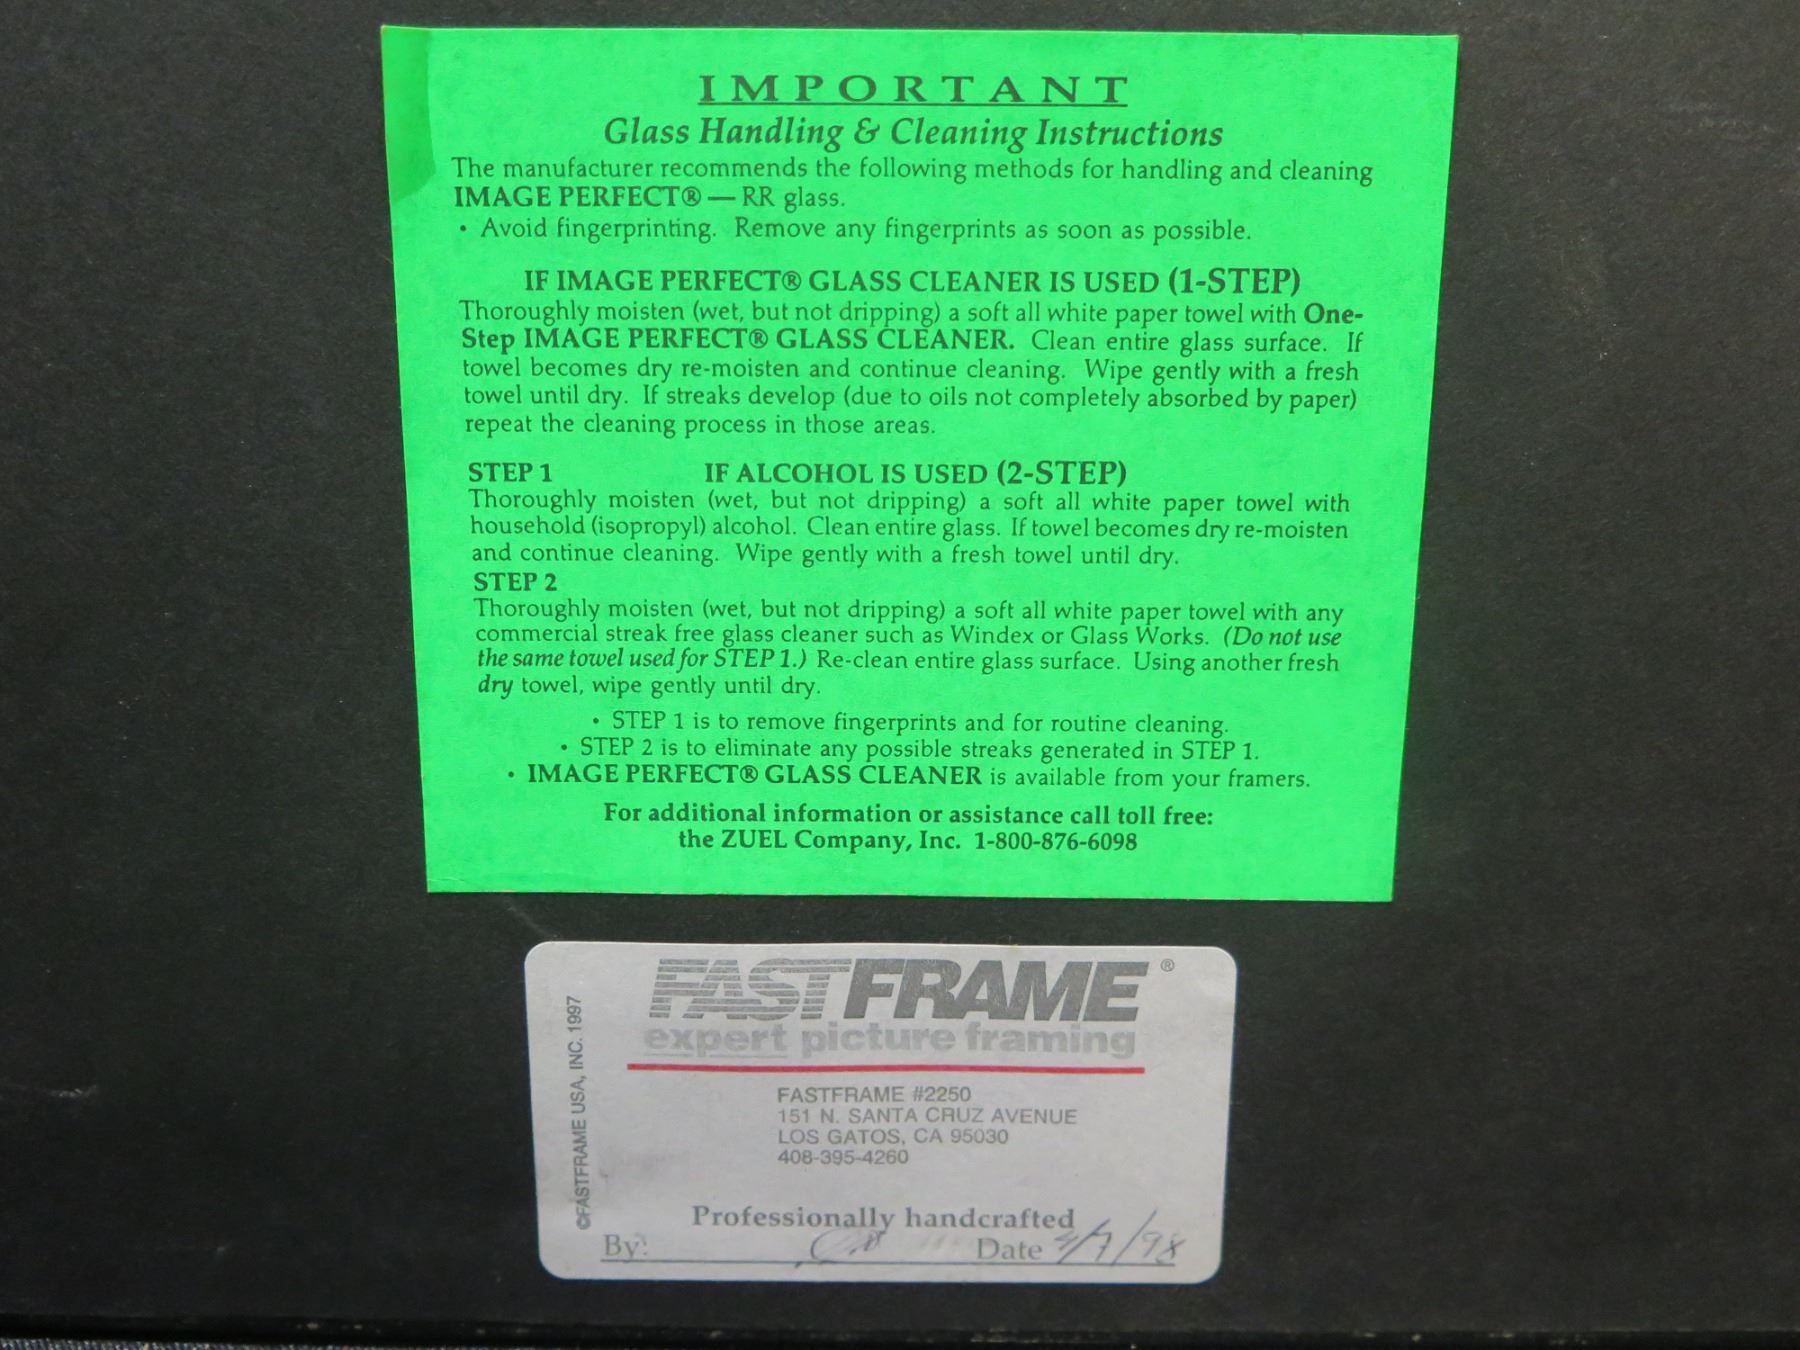 IMPORTANT
Glass Handling & Cleaning Instructions
The manufacturer recommends the following methods for handling and cleaning
IMAGE PERFECT® — RR glass.
• Avoid fingerprinting. Remove any fingerprints as soon as possible.
IF IMAGE PERFECT® GLASS CLEANER IS USED (1-STEP)
Thoroughly moisten (wet, but not dripping) a soft all white paper towel with One-
Step IMAGE PERFECT® GLASS CLEANER. Clean entire glass surface. If
towel becomes dry re-moisten and continue cleaning. Wipe gently with a fresh
towel until dry. If streaks develop (due to oils not completely absorbed by paper)
repeat the cleaning process in those areas.
STEP 1 IF ALCOHOL IS USED (2-STEP)
Thoroughly moisten (wet, but not dripping) a soft all white paper towel with
household (isopropyl) alcohol. Clean entire glass. If towel becomes dry re-moisten
and continue cleaning. Wipe gently with a fresh towel until dry.
STEP 2
Thoroughly moisten (wet, but not dripping) a soft all white paper towel with any
commercial streak free glass cleaner such as Windex or Glass Works. (Do not use
the same towel used for STEP 1.) Re-clean entire glass surface. Using another fresh
dry towel, wipe gently until dry.
• STEP 1 is to remove fingerprints and for routine cleaning.
• STEP 2 is to eliminate any possible streaks generated in STEP 1.
• IMAGE PERFECT® GLASS CLEANER is available from your framers.
For additional information or assistance call toll free:
the ZUEL Company, Inc. 1-800-876-6098
FASTFRAME®
expert picture framing
©FASTFRAME USA, INC. 1997
FASTFRAME #2250
151 N. SANTA CRUZ AVENUE
LOS GATOS, CA 95030
408-395-4260
Professionally handcrafted
By: Date